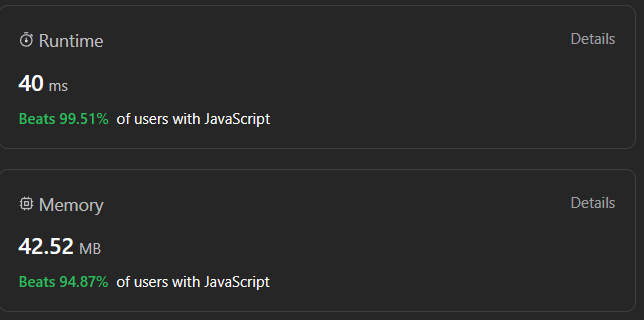 Runtime
Details
40 ms
Beats 99.51% of users with JavaScript
Memory
Details
42.52 MB
Beats 94.87% of users with JavaScript